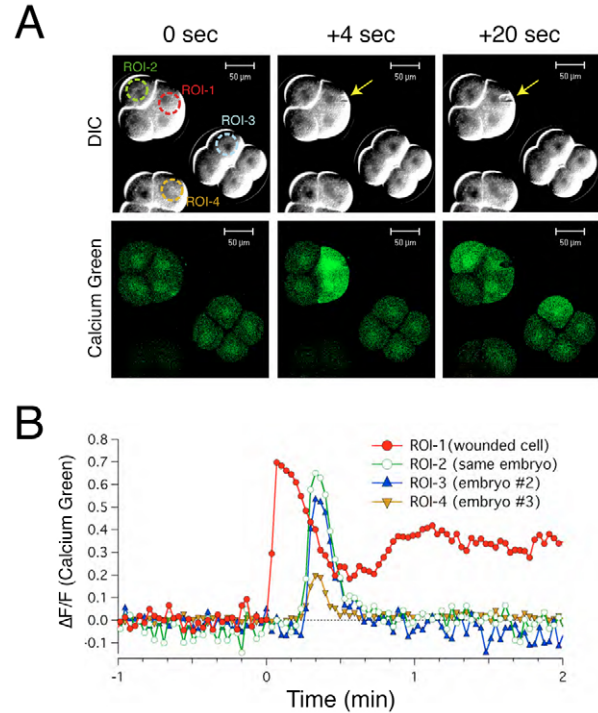 A
0 sec +4 sec +20 sec
DIC
50 µm 50 µm 50 µm
ROI-2
ROI-1
ROI-3
ROI-4
Calcium Green
50 µm 50 µm 50 µm
B
ΔF/F (Calcium Green)
0.8
0.7
0.6
0.5
0.4
0.3
0.2
0.1
0.0
-0.1
ROI-1(wounded cell)
ROI-2 (same embryo)
ROI-3 (embryo #2)
ROI-4 (embryo #3)
-1 0 1 2
Time (min)